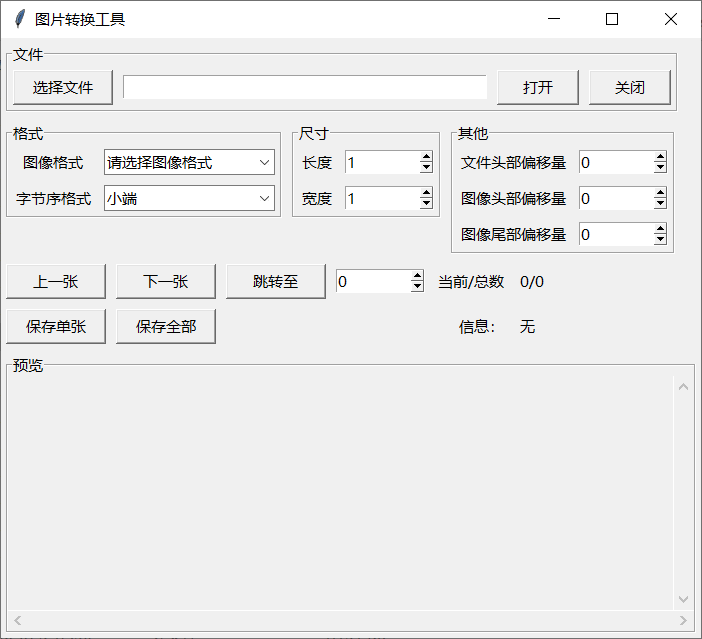 图片转换工具
文件
选择文件 打开 关闭
格式 尺寸 其他
图像格式 请选择图像格式 长度 1 文件头部偏移量 0
字节序格式 小端 宽度 1 图像头部偏移量 0
图像尾部偏移量 0
上一张 下一张 跳转至 0 当前/总数 0/0
保存单张 保存全部 信息: 无
预览